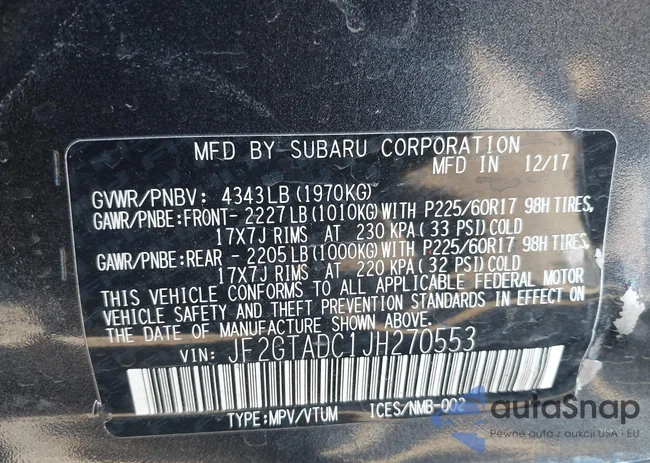 MFD BY SUBARU CORPORATION
MFD IN 12/17
GVWR/PNBV: 4343LB (1970KG)
GAWR/PNBE:FRONT- 2227LB(1010KG)WITH P225/60R17 98H TIRES,
17X7J RIMS AT 230 KPA( 33 PSI)COLD
GAWR/PNBE:REAR - 2205LB(1000KG)WITH P225/60R17 98H TIRES,
17X7J RIMS AT 220 KPA( 32 PSI)COLD
THIS VEHICLE CONFORMS TO ALL APPLICABLE FEDERAL MOTOR
VEHICLE SAFETY AND THEFT PREVENTION STANDARDS IN EFFECT ON
THE DATE OF MANUFACTURE SHOWN ABOVE.
VIN: JF2GTADC1JH270553
TYPE:MPV/VTUM ICES/NMB-002
autoSnap
Pewne auta z aukcji USA i EU